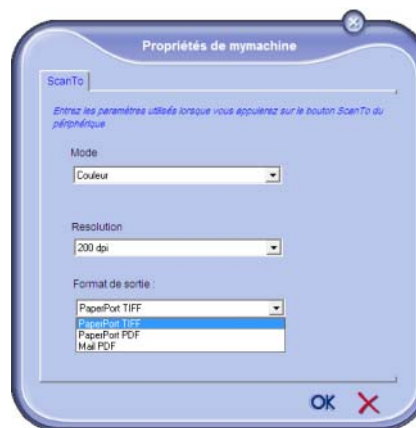 Propriétés de mymachine
ScanTo
Entrez les paramètres utilisés lorsque vous appuierez sur le bouton ScanTo du
périphérique
Mode
Couleur
Resolution
200 dpi
Format de sortie :
PaperPort TIFF
PaperPort TIFF
PaperPort PDF
Mail PDF
OK